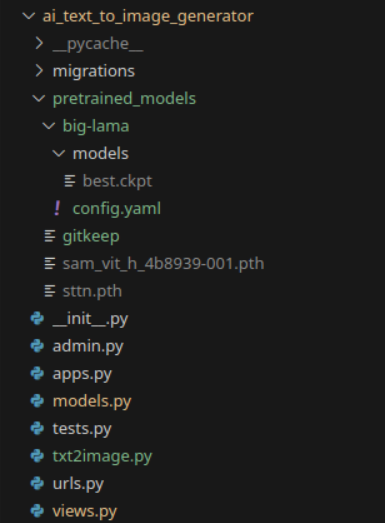 ai_text_to_image_generator
__pycache__
migrations
pretrained_models
big-lama
models
best.ckpt
! config.yaml
gitkeep
sam_vit_h_4b8939-001.pth
sttn.pth
__init__.py
admin.py
apps.py
models.py
tests.py
txt2image.py
urls.py
views.py